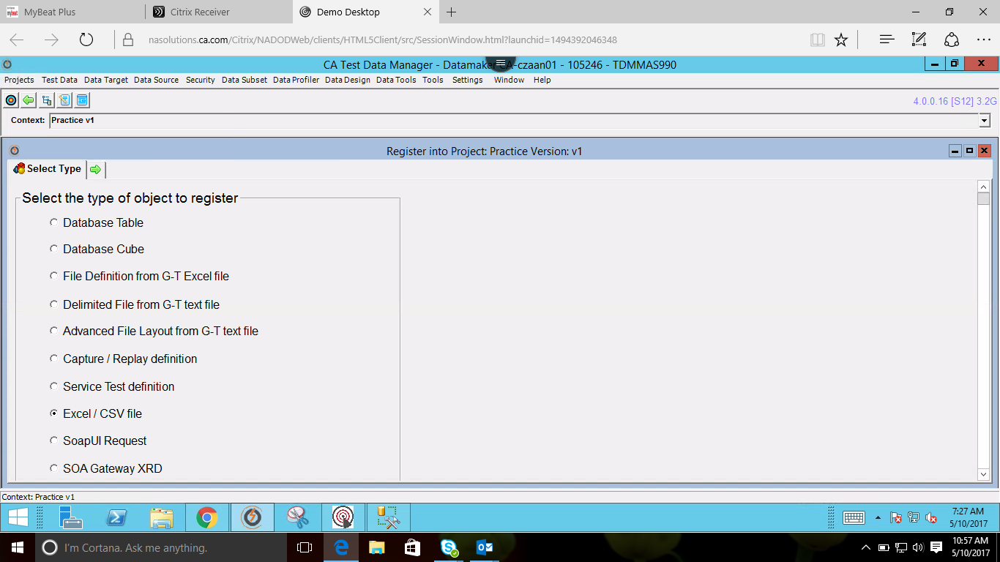 MyBeat Plus
Citrix Receiver
Demo Desktop
nasolutions.ca.com/Citrix/NADODWeb/clients/HTML5Client/src/SessionWindow.html?launchid=1494392046348
CA Test Data Manager - Datamaker CA-czaan01 - 105246 - TDMMAS990
Projects Test Data Data Target Data Source Security Data Subset Data Profiler Data Design Data Tools Tools Settings Window Help
4.0.0.16 [S12] 3.2G
Context: Practice v1
Register into Project: Practice Version: v1
Select Type
Select the type of object to register
Database Table
Database Cube
File Definition from G-T Excel file
Delimited File from G-T text file
Advanced File Layout from G-T text file
Capture / Replay definition
Service Test definition
Excel / CSV file
SoapUI Request
SOA Gateway XRD
Context: Practice v1
7:27 AM
5/10/2017
I'm Cortana. Ask me anything.
10:57 AM
5/10/2017